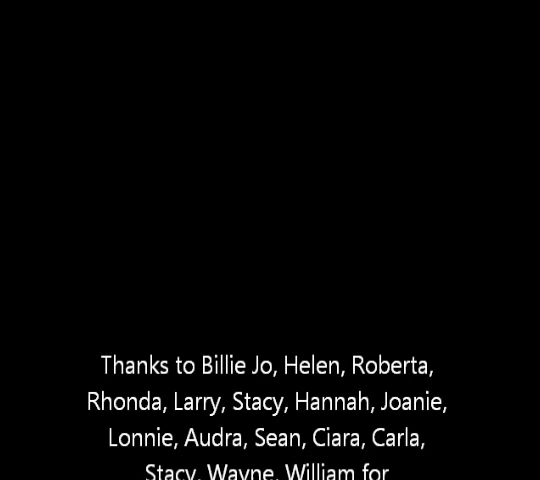 Thanks to Billie Jo, Helen, Roberta,
Rhonda, Larry, Stacy, Hannah, Joanie,
Lonnie, Audra, Sean, Ciara, Carla,
Stacy, Wayne, William for